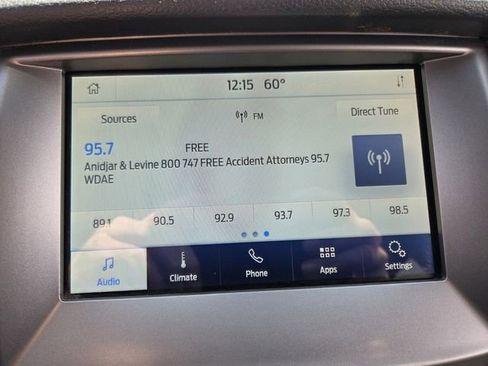 12:15 60°
Sources FM Direct Tune
95.7 FREE
Anidjar & Levine 800 747 FREE Accident Attorneys 95.7
WDAE
89.1 90.5 92.9 93.7 97.3 98.5
Audio Climate Phone Apps Settings